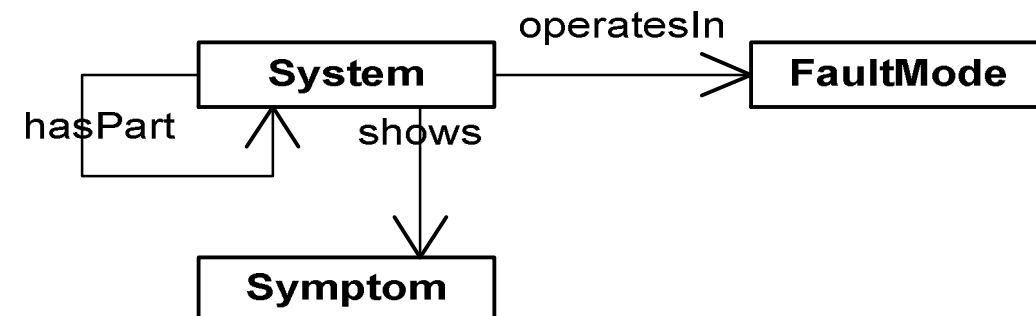 operatesIn
System
FaultMode
hasPart
shows
Symptom